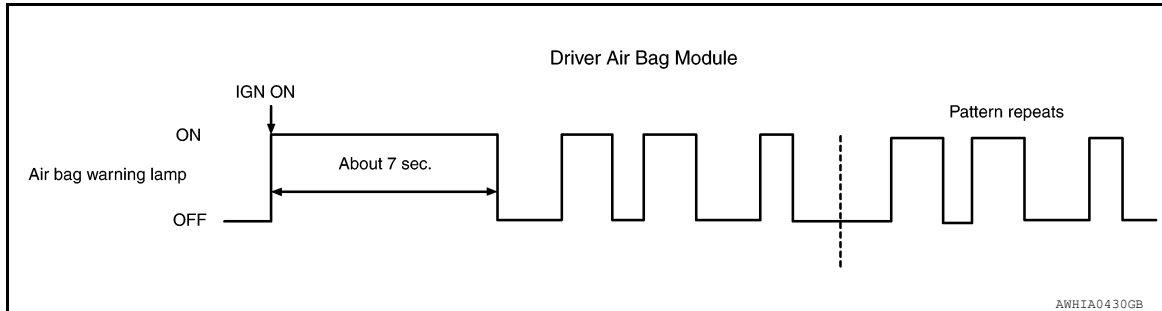 Driver Air Bag Module
IGN ON
Pattern repeats
ON
About 7 sec.
Air bag warning lamp
OFF
AWHIA0430GB